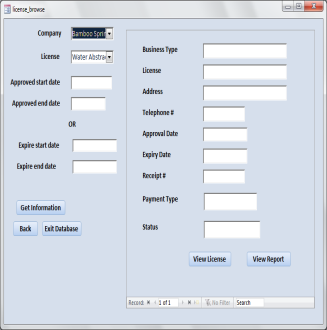 license_browse
Company
Bamboo Sprin
License
Water Abstrac
Approved start date
Approved end date
OR
Expire start date
Expire end date
Get Information
Back
Exit Database
Business Type
License
Address
Telephone #
Approval Date
Expiry Date
Receipt #
Payment Type
Status
View License
View Report
Record: 1 of 1 No Filter Search